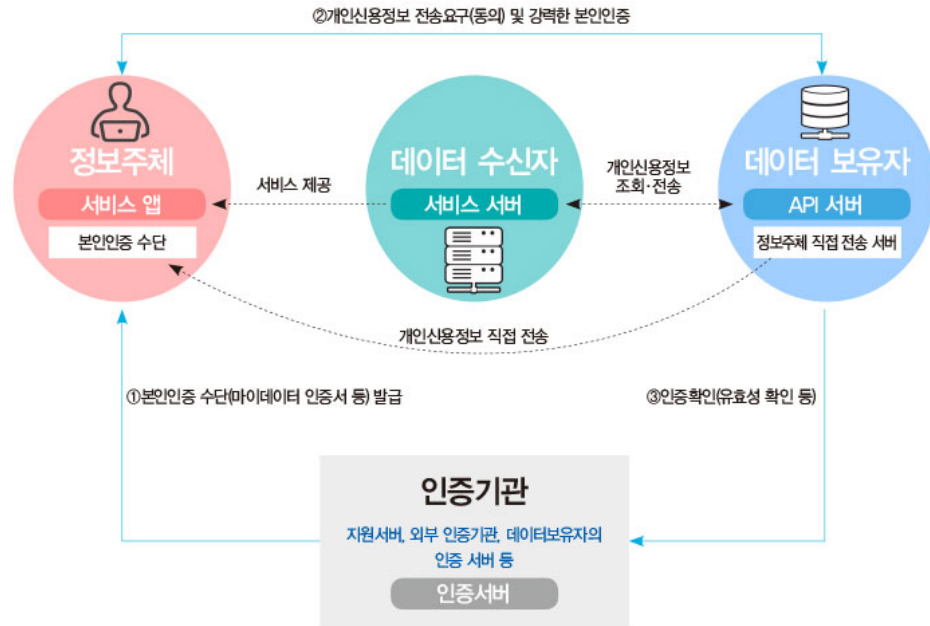 ②개인신용정보 전송요구(동의) 및 강력한 본인인증
정보주체
서비스 앱
본인인증 수단
서비스 제공
데이터 수신자
서비스 서버
개인신용정보
조회·전송
데이터 보유자
API 서버
정보주체 직접 전송 서버
개인신용정보 직접 전송
①본인인증 수단(마이데이터 인증서 등) 발급
③인증확인(유효성 확인 등)
인증기관
지원서버, 외부 인증기관, 데이터보유자의
인증 서버 등
인증서버